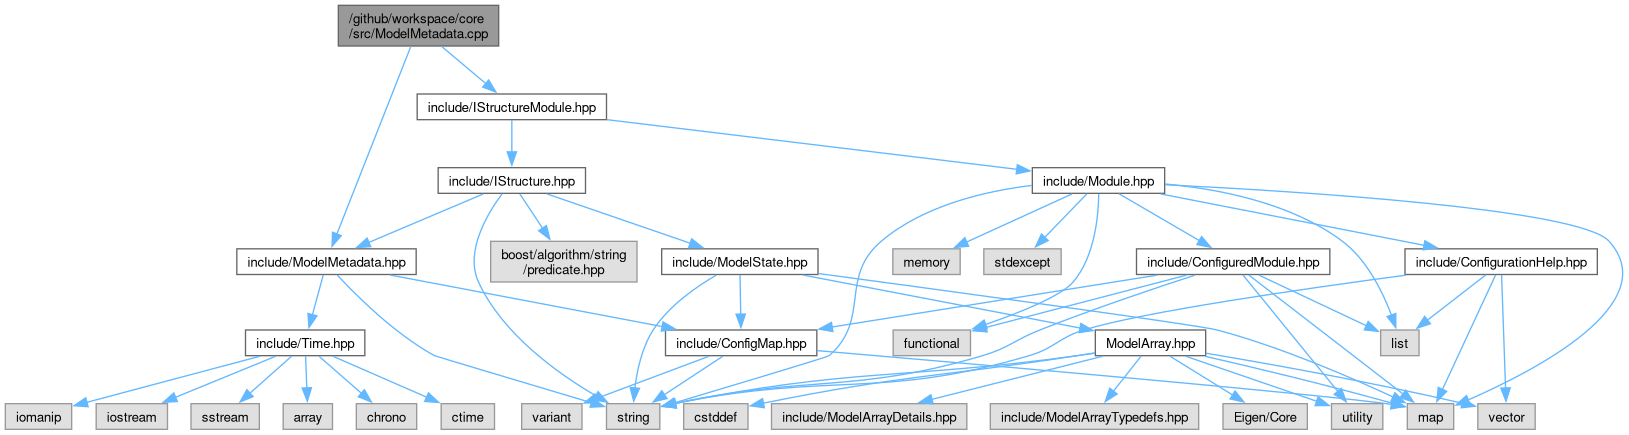 /github/workspace/core
/src/ModelMetadata.cpp
include/IStructureModule.hpp
include/IStructure.hpp
include/Module.hpp
include/ModelMetadata.hpp
boost/algorithm/string
/predicate.hpp
include/ModelState.hpp
memory
stdexcept
include/ConfiguredModule.hpp
include/ConfigurationHelp.hpp
include/Time.hpp
include/ConfigMap.hpp
functional
ModelArray.hpp
list
iomanip
iostream
sstream
array
chrono
ctime
variant
string
cstddef
include/ModelArrayDetails.hpp
include/ModelArrayTypedefs.hpp
Eigen/Core
utility
map
vector